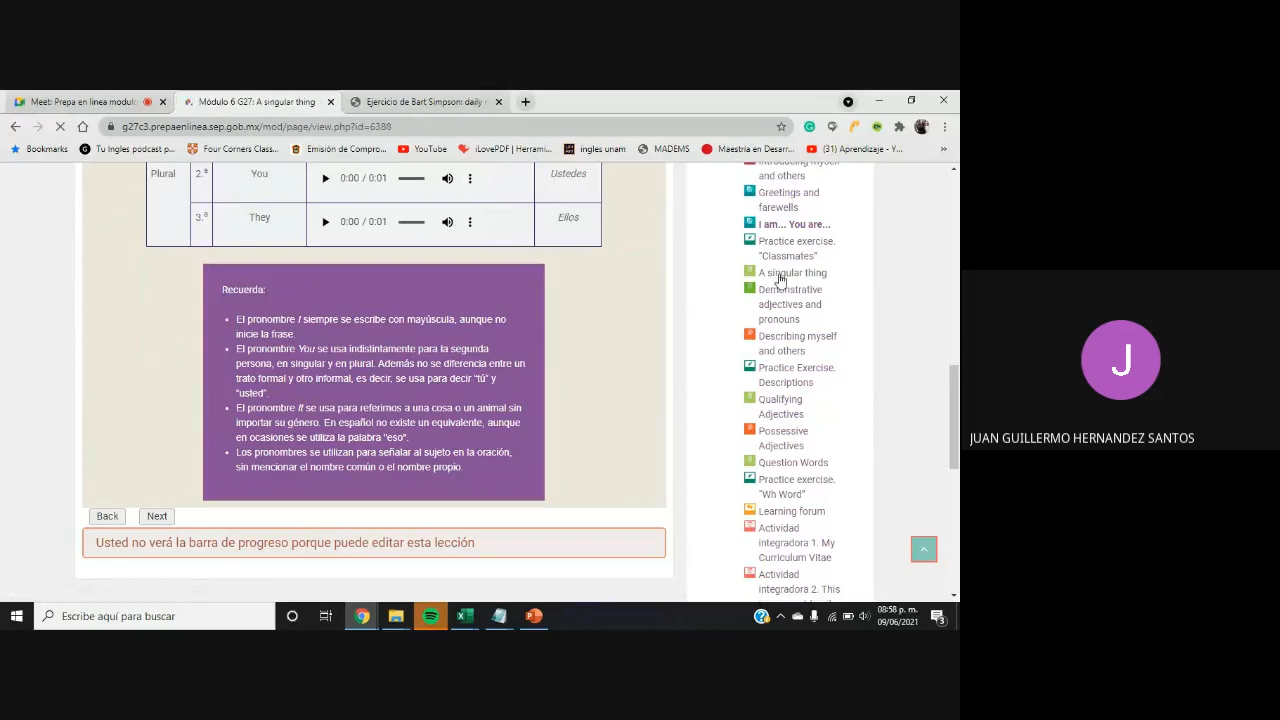 Meet: Prepa en linea modulo
Módulo 6 G27: A singular thing
Ejercicio de Bart Simpson: daily r
g27c3.prepaenlinea.sep.gob.mx/mod/page/view.php?id=6388
Bookmarks
Tu Ingles podcast p...
Four Corners Class...
Emisión de Compro...
YouTube
iLovePDF | Herrami...
ingles unam
MADEMS
Maestría en Desarr...
(31) Aprendizaje - Y...
Plural
2.ª
You
0:00 / 0:01
Ustedes
3.ª
They
0:00 / 0:01
Ellos
Recuerda:
El pronombre I siempre se escribe con mayúscula, aunque no
inicie la frase.
El pronombre You se usa indistintamente para la segunda
persona, en singular y en plural. Además no se diferencia entre un
trato formal y otro informal, es decir, se usa para decir "tú" y
"usted".
El pronombre It se usa para referirnos a una cosa o un animal sin
importar su género. En español no existe un equivalente, aunque
en ocasiones se utiliza la palabra "eso".
Los pronombres se utilizan para señalar al sujeto en la oración,
sin mencionar el nombre común o el nombre propio.
Back
Next
Usted no verá la barra de progreso porque puede editar esta lección
Introducing myself
and others
Greetings and
farewells
I am... You are...
Practice exercise.
"Classmates"
A singular thing
Demonstrative
adjectives and
pronouns
Describing myself
and others
Practice Exercise.
Descriptions
Qualifying
Adjectives
Possessive
Adjectives
Question Words
Practice exercise.
"Wh Word"
Learning forum
Actividad
integradora 1. My
Curriculum Vitae
Actividad
integradora 2. This
J
JUAN GUILLERMO HERNANDEZ SANTOS
Escribe aquí para buscar
08:58 p. m.
09/06/2021
3